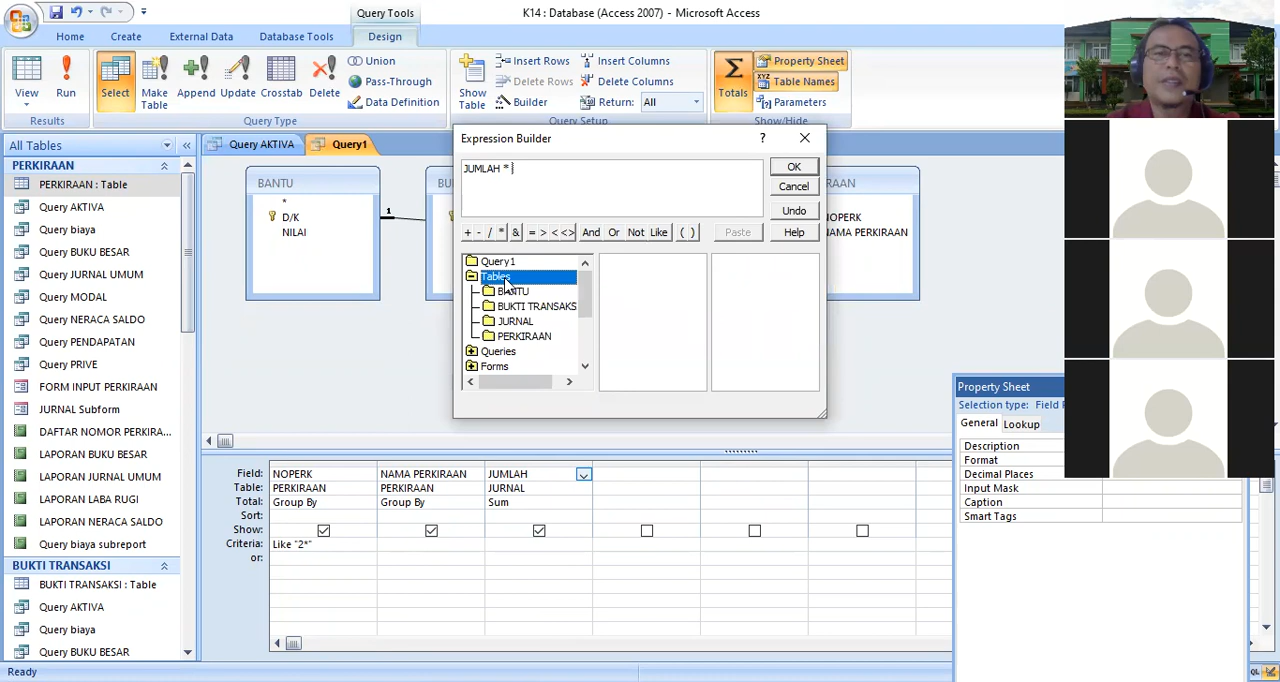 K14 : Database (Access 2007) - Microsoft Access
Query Tools
Home
Create
External Data
Database Tools
Design
View
Run
Results
Select
Make Table
Append
Update
Crosstab
Delete
Union
Pass-Through
Data Definition
Query Type
Show Table
Insert Rows
Delete Rows
Builder
Insert Columns
Delete Columns
Return: All
Query Setup
Totals
Property Sheet
Table Names
Parameters
Show/Hide
All Tables
PERKIRAAN
PERKIRAAN : Table
Query AKTIVA
Query biaya
Query BUKU BESAR
Query JURNAL UMUM
Query MODAL
Query NERACA SALDO
Query PENDAPATAN
Query PRIVE
FORM INPUT PERKIRAAN
JURNAL Subform
DAFTAR NOMOR PERKIRA...
LAPORAN BUKU BESAR
LAPORAN JURNAL UMUM
LAPORAN LABA RUGI
LAPORAN NERACA SALDO
Query biaya subreport
BUKTI TRANSAKSI
BUKTI TRANSAKSI : Table
Query AKTIVA
Query biaya
Query BUKU BESAR
Query AKTIVA
Query1
BANTU
*
D/K
NILAI
1
BU
RAAN
NOPERK
NAMA PERKIRAAN
Expression Builder
? 
JUMLAH *
OK
Cancel
Undo
Help
+ - / * & = > < <> And Or Not Like ( )
Paste
Query1
Tables
BANTU
BUKTI TRANSAKS
JURNAL
PERKIRAAN
Queries
Forms
Field: NOPERK NAMA PERKIRAAN JUMLAH
Table: PERKIRAAN PERKIRAAN JURNAL
Total: Group By Group By Sum
Sort:
Show:
Criteria: Like "2*"
or:
Property Sheet
Selection type: Field
General Lookup
Description
Format
Decimal Places
Input Mask
Caption
Smart Tags
Ready
QL